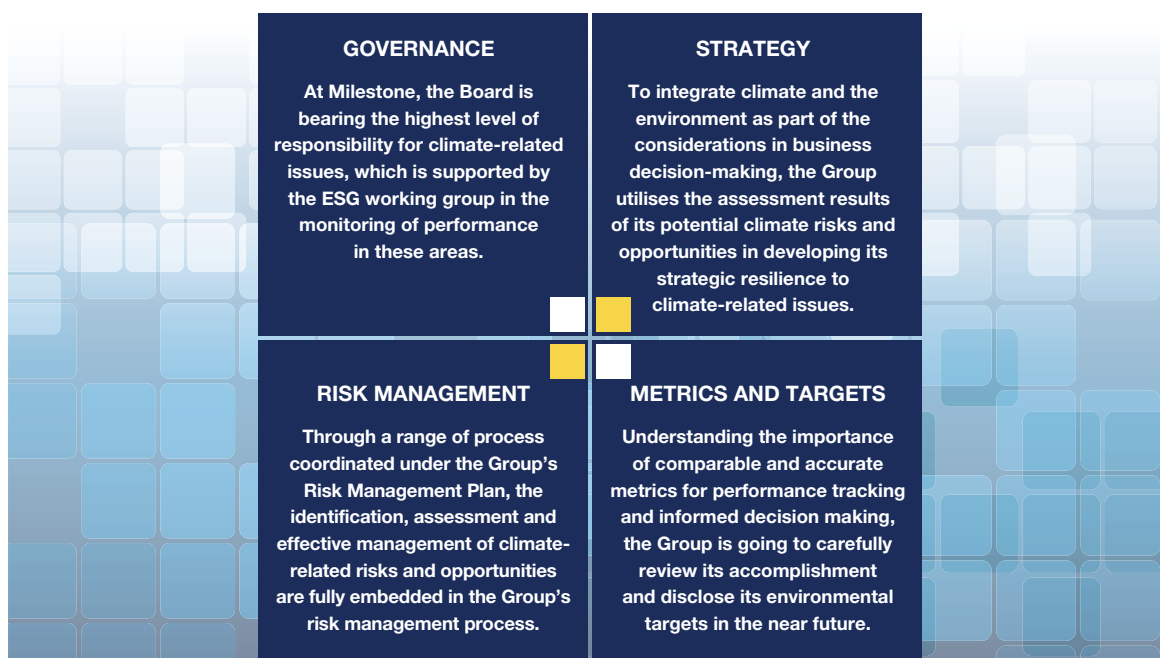 GOVERNANCE
At Milestone, the Board is
bearing the highest level of
responsibility for climate-related
issues, which is supported by
the ESG working group in the
monitoring of performance
in these areas.
STRATEGY
To integrate climate and the
environment as part of the
considerations in business
decision-making, the Group
utilises the assessment results
of its potential climate risks and
opportunities in developing its
strategic resilience to
climate-related issues.
RISK MANAGEMENT
Through a range of process
coordinated under the Group’s
Risk Management Plan, the
identification, assessment and
effective management of climate-
related risks and opportunities
are fully embedded in the Group’s
risk management process.
METRICS AND TARGETS
Understanding the importance
of comparable and accurate
metrics for performance tracking
and informed decision making,
the Group is going to carefully
review its accomplishment
and disclose its environmental
targets in the near future.